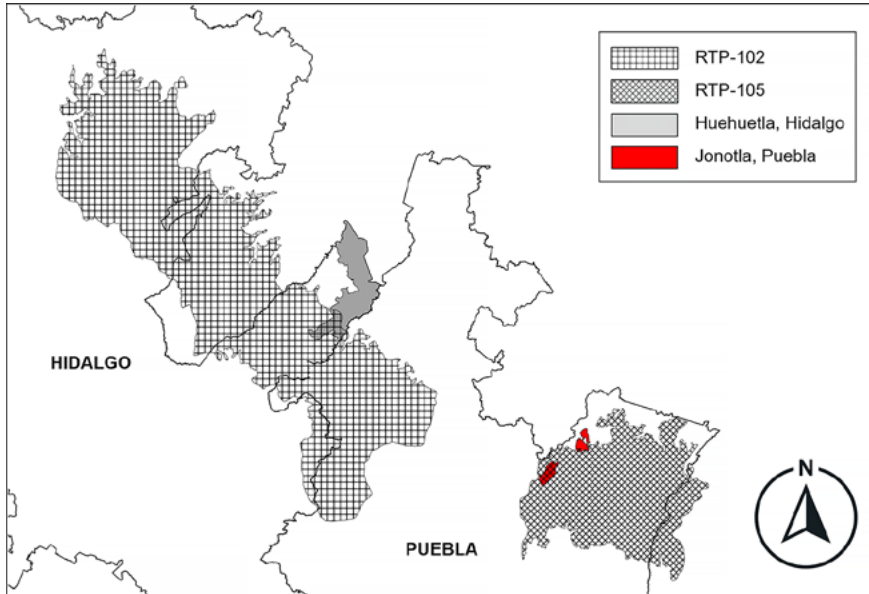 RTP-102
RTP-105
Huehuetla, Hidalgo
Jonotla, Puebla
HIDALGO
N
PUEBLA